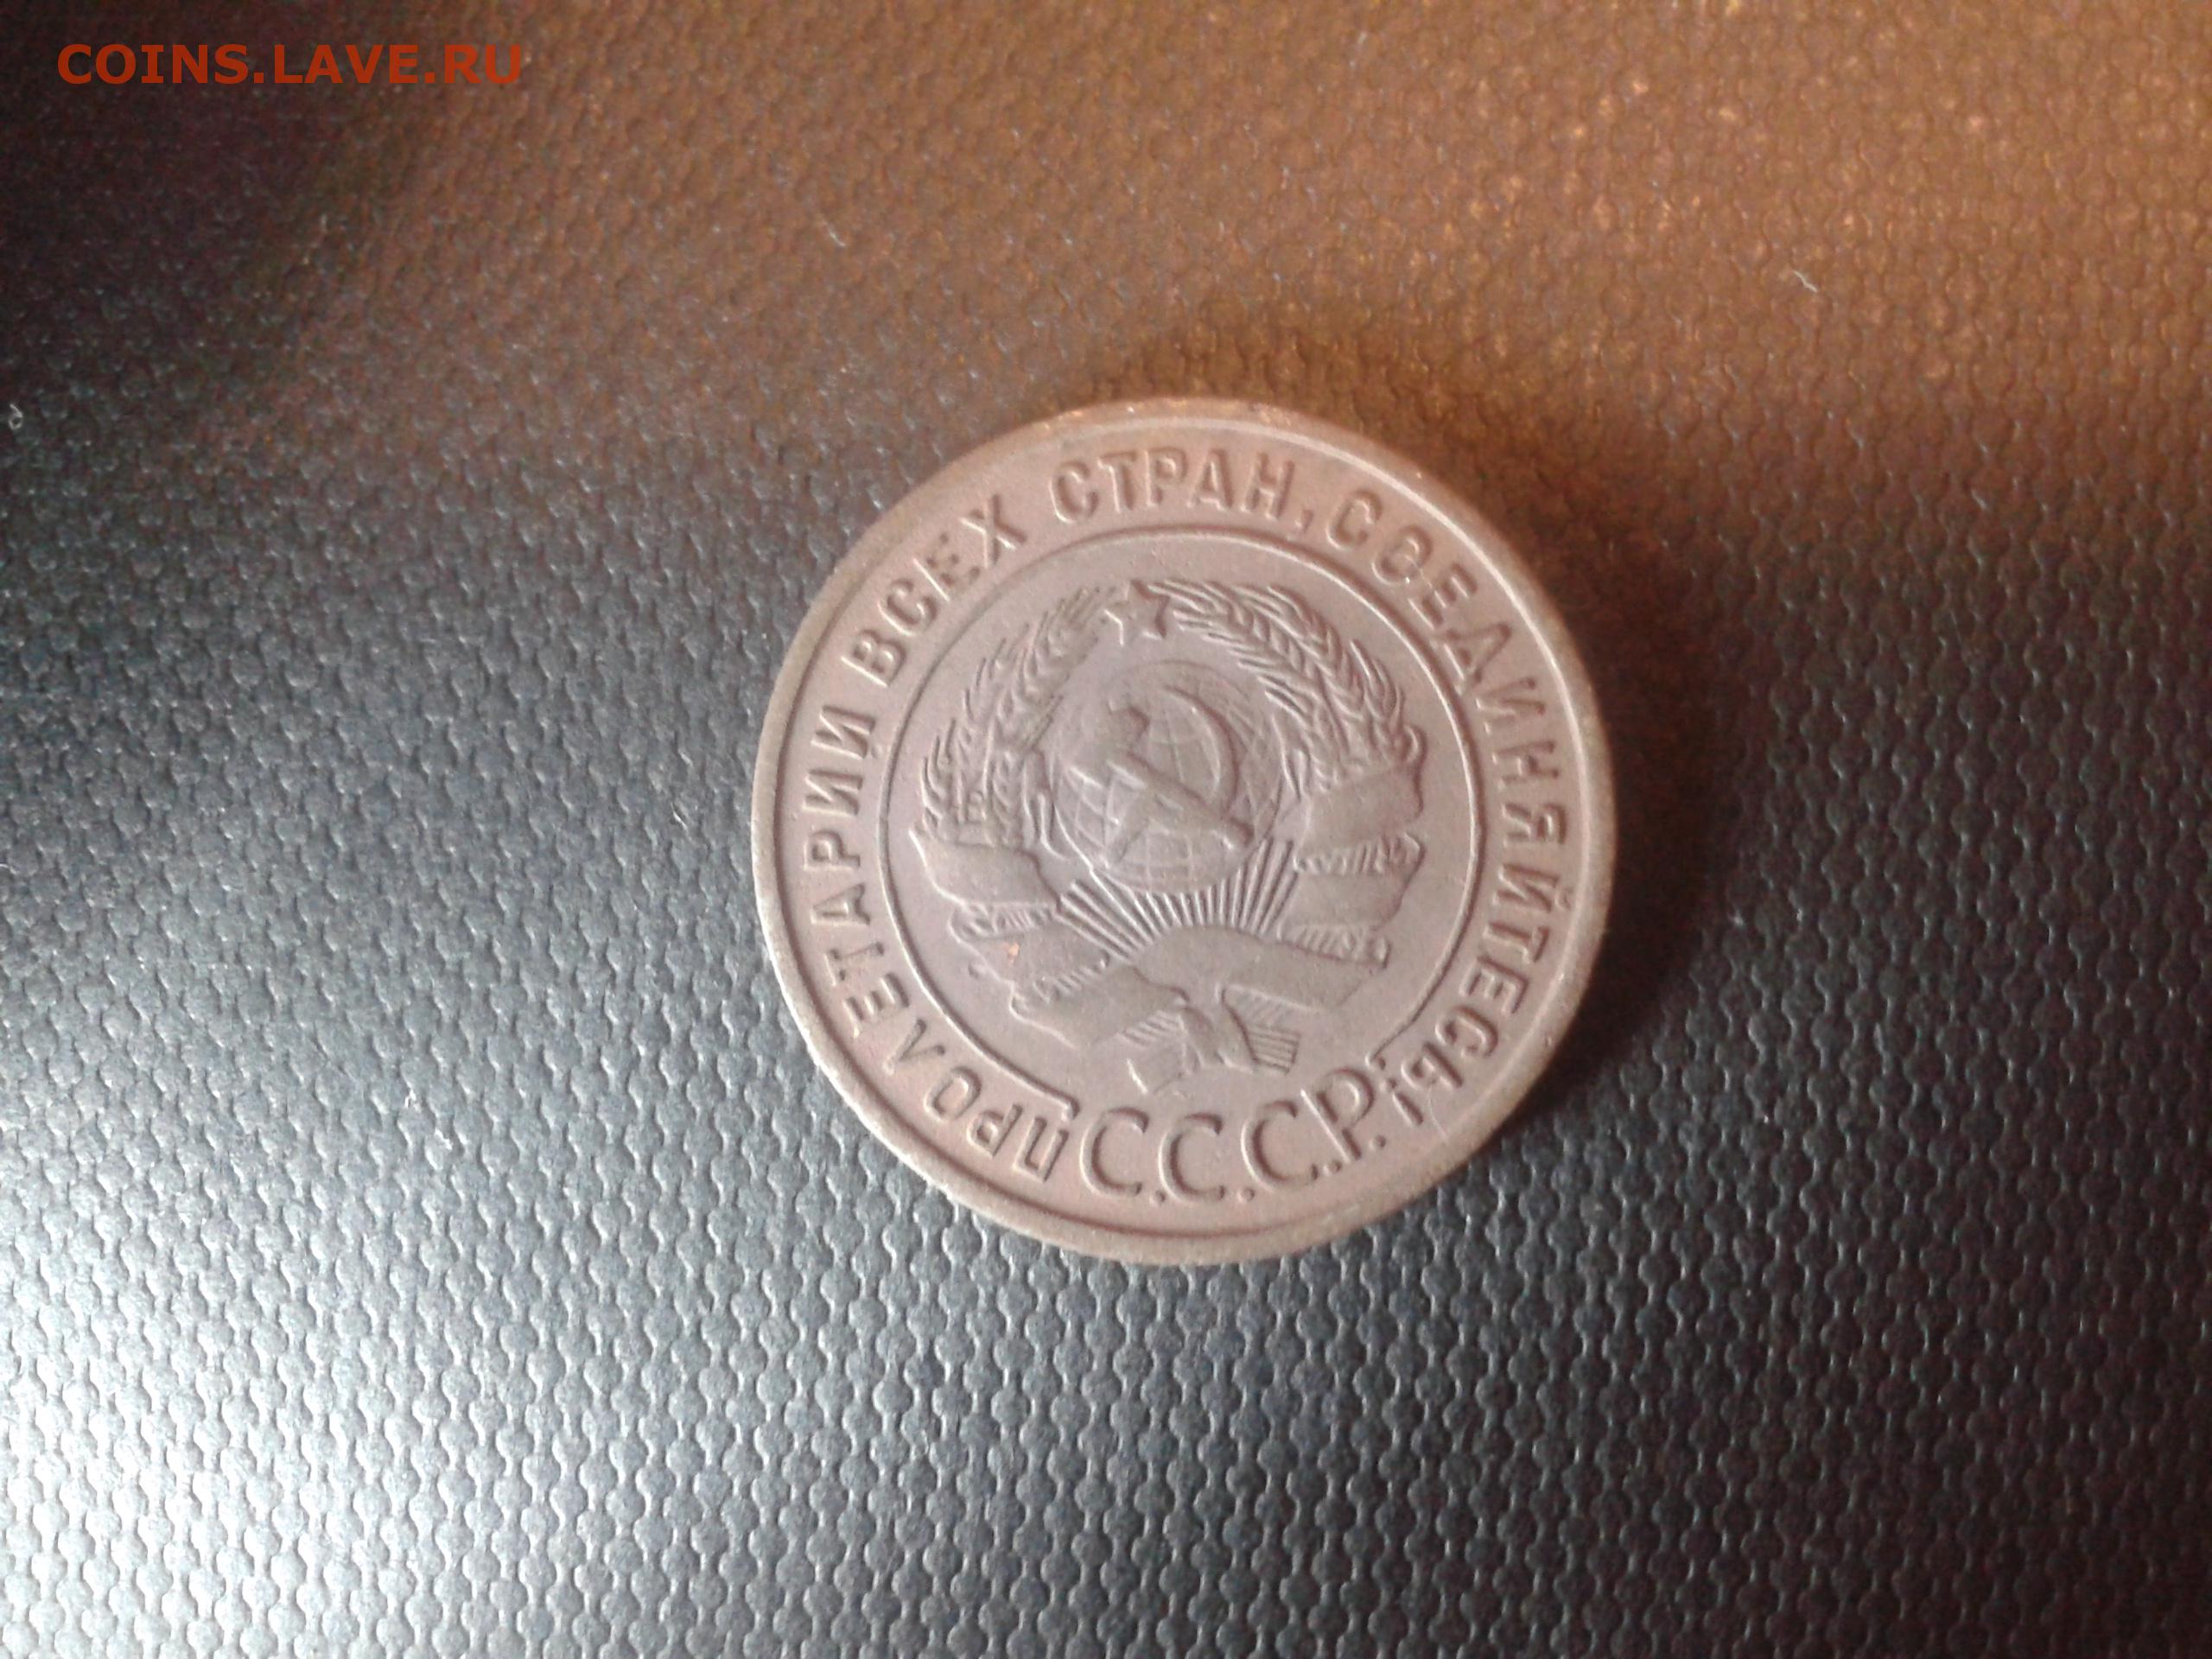 COINS.LAVE.RU
ПРОЛЕТАРИИ ВСЕХ СТРАН, СОЕДИНЯЙТЕСЬ!
С.С.С.Р.